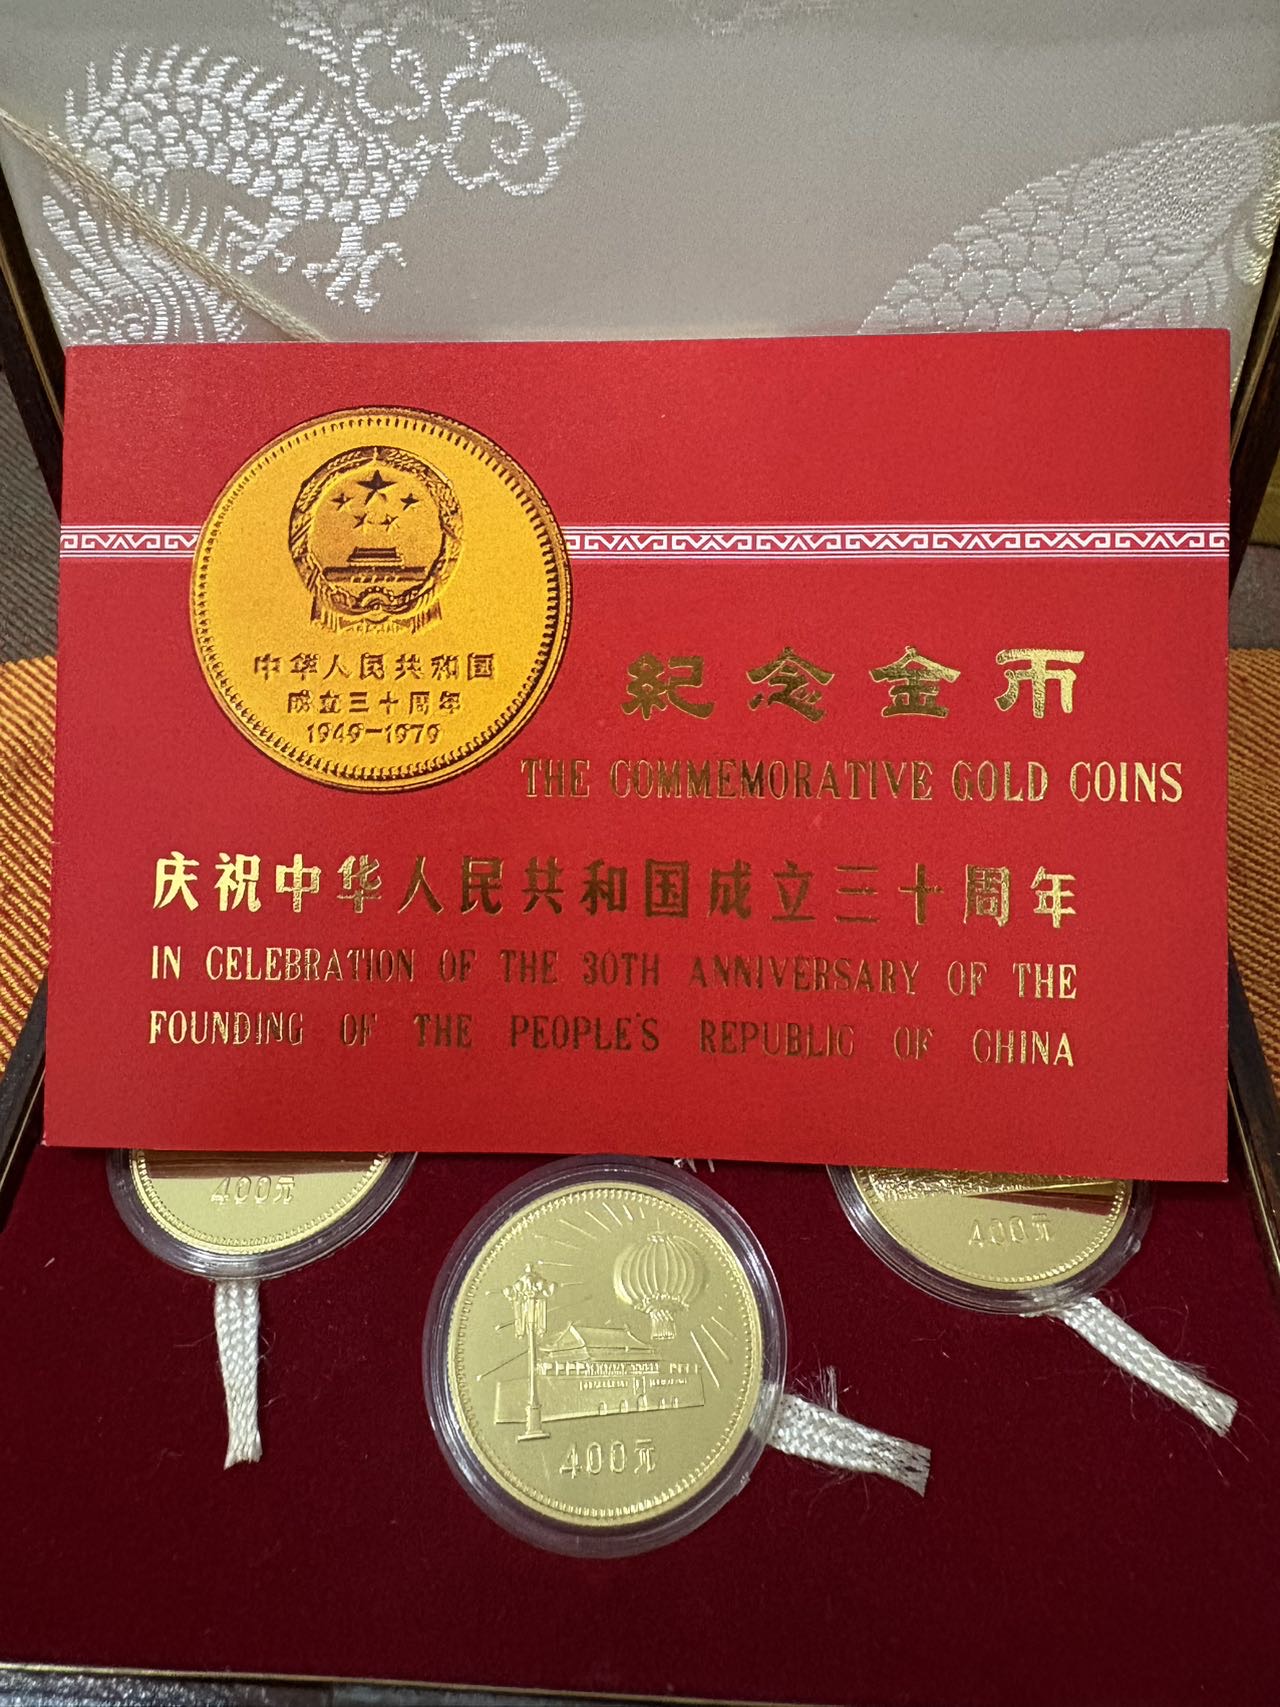 中华人民共和国
成立三十周年
1949-1979
紀念金币
THE COMMEMORATIVE GOLD COINS
庆祝中华人民共和国成立三十周年
IN CELEBRATION OF THE 30TH ANNIVERSARY OF THE
FOUNDING OF THE PEOPLE'S REPUBLIC OF CHINA
400元
400元
400元